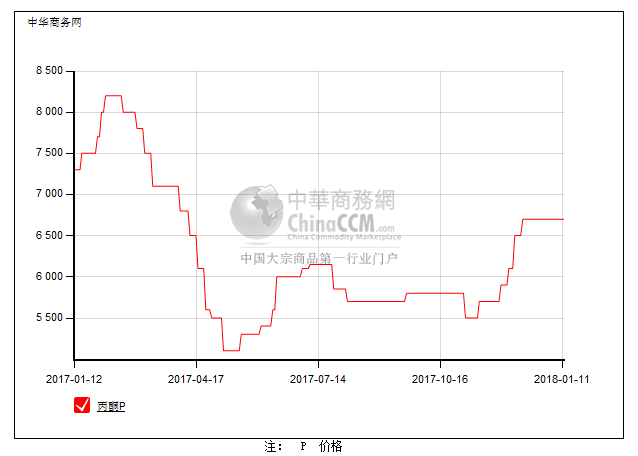 中华商务网
8 500
8 000
7 500
7 000
6 500
6 000
5 500
中華商務網
ChinaCCM.com
China Commodity Marketplace
中国大宗商品第一行业门户
2017-01-12 2017-04-17 2017-07-14 2017-10-16 2018-01-11
丙酮P
注： P 价格